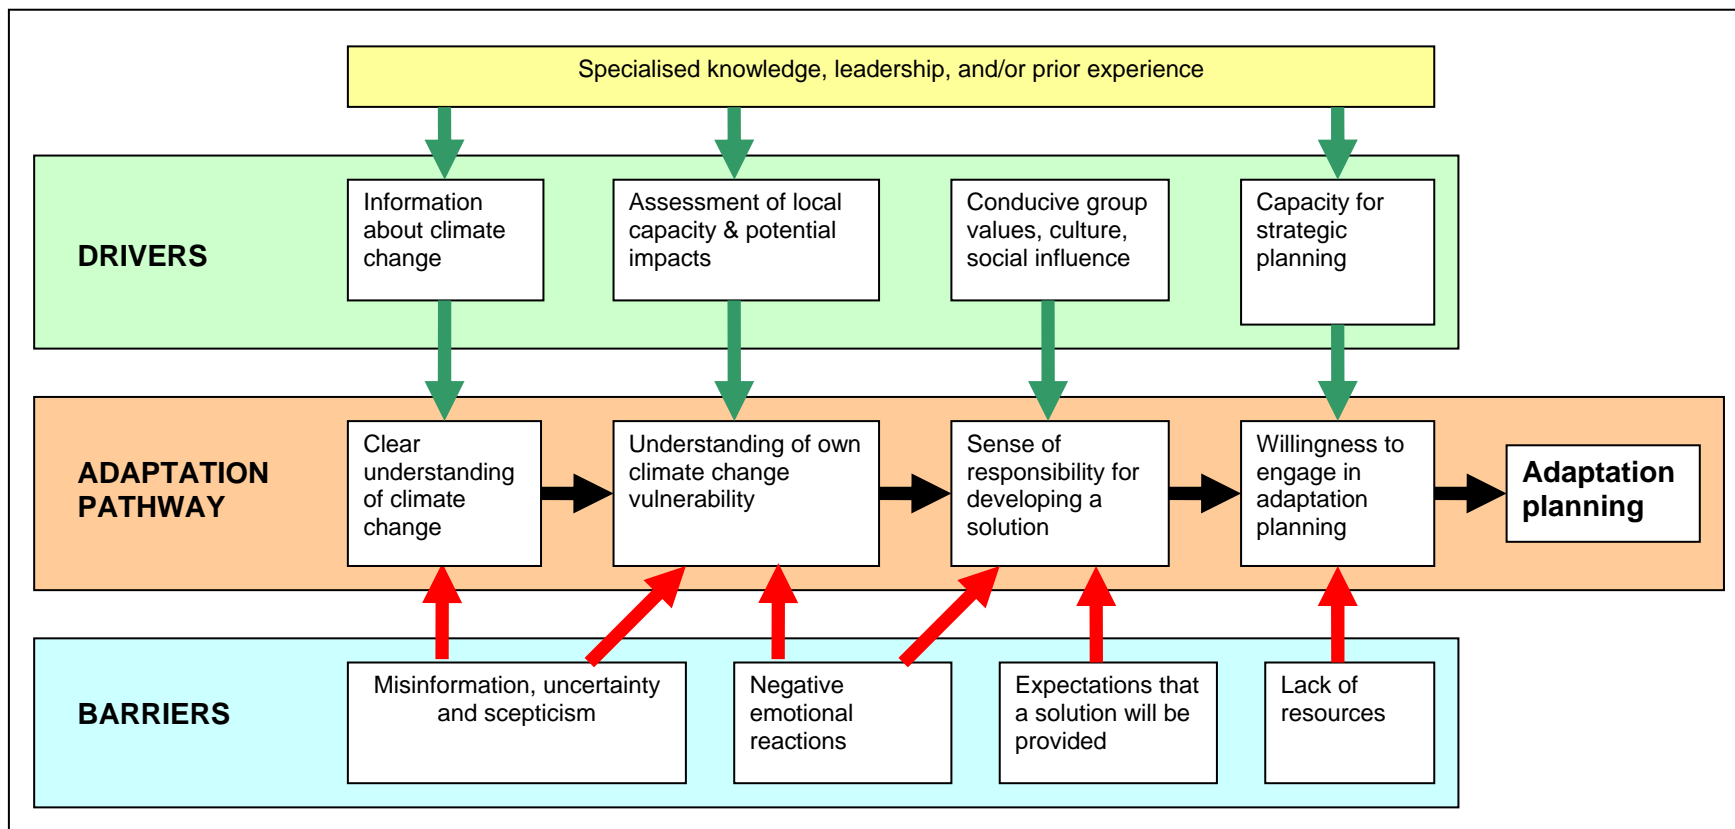 Specialised knowledge, leadership, and/or prior experience
DRIVERS
Information
about climate
change
Assessment of local
capacity & potential
impacts
Conducive group
values, culture,
social influence
Capacity for
strategic
planning
ADAPTATION
PATHWAY
Clear
understanding
of climate
change
Understanding of own
climate change
vulnerability
Sense of
responsibility for
developing a
solution
Willingness to
engage in
adaptation
planning
Adaptation
planning
BARRIERS
Misinformation, uncertainty
and scepticism
Negative
emotional
reactions
Expectations that
a solution will be
provided
Lack of
resources